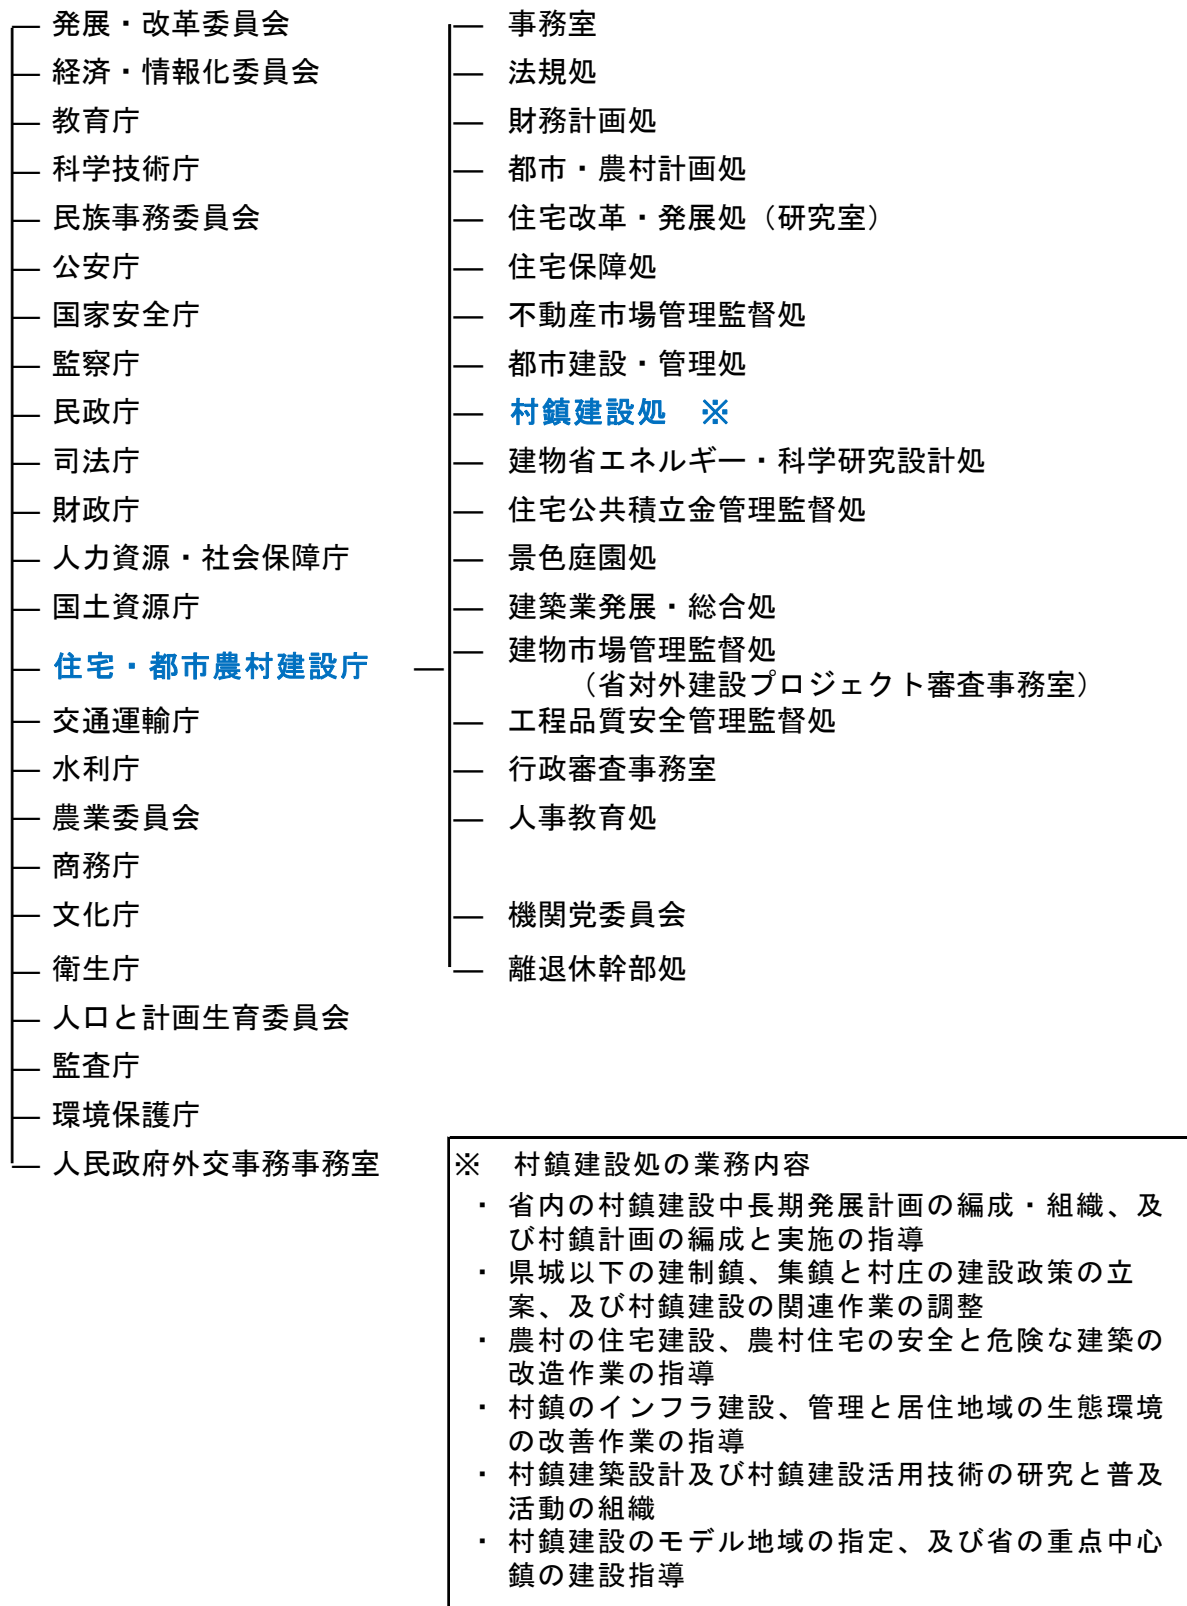 発展・改革委員会
経済・情報化委員会
教育庁
科学技術庁
民族事務委員会
公安庁
国家安全庁
監察庁
民政庁
司法庁
財政庁
人力資源・社会保障庁
国土資源庁
住宅・都市農村建設庁
交通運輸庁
水利庁
農業委員会
商務庁
文化庁
衛生庁
人口と計画生育委員会
監査庁
環境保護庁
人民政府外交事務事務室
事務室
法規処
財務計画処
都市・農村計画処
住宅改革・発展処（研究室）
住宅保障処
不動産市場管理監督処
都市建設・管理処
村鎮建設処　※
建物省エネルギー・科学研究設計処
住宅公共積立金管理監督処
景色庭園処
建築業発展・総合処
建物市場管理監督処
（省対外建設プロジェクト審査事務室）
工程品質安全管理監督処
行政審査事務室
人事教育処
機関党委員会
離退休幹部処
※　村鎮建設処の業務内容
・ 省内の村鎮建設中長期発展計画の編成・組織、及
び村鎮計画の編成と実施の指導
・ 県城以下の建制鎮、集鎮と村庄の建設政策の立
案、及び村鎮建設の関連作業の調整
・ 農村の住宅建設、農村住宅の安全と危険な建築の
改造作業の指導
・ 村鎮のインフラ建設、管理と居住地域の生態環境
の改善作業の指導
・ 村鎮建築設計及び村鎮建設活用技術の研究と普及
活動の組織
・ 村鎮建設のモデル地域の指定、及び省の重点中心
鎮の建設指導